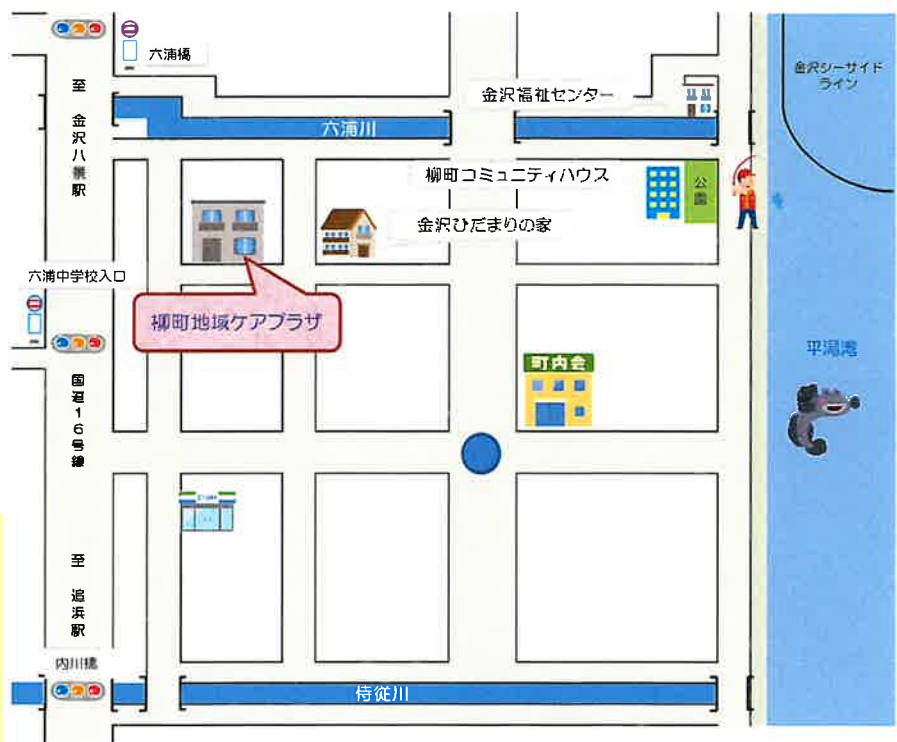 六浦橋
金沢シーサイド
ライン
至 金沢八景駅
金沢福祉センター
六浦川
柳町コミュニティハウス
公園
金沢ひだまりの家
六浦中学校入口
柳町地域ケアプラザ
平潟湾
町内会
国道16号線
至 追浜駅
内川橋
侍従川